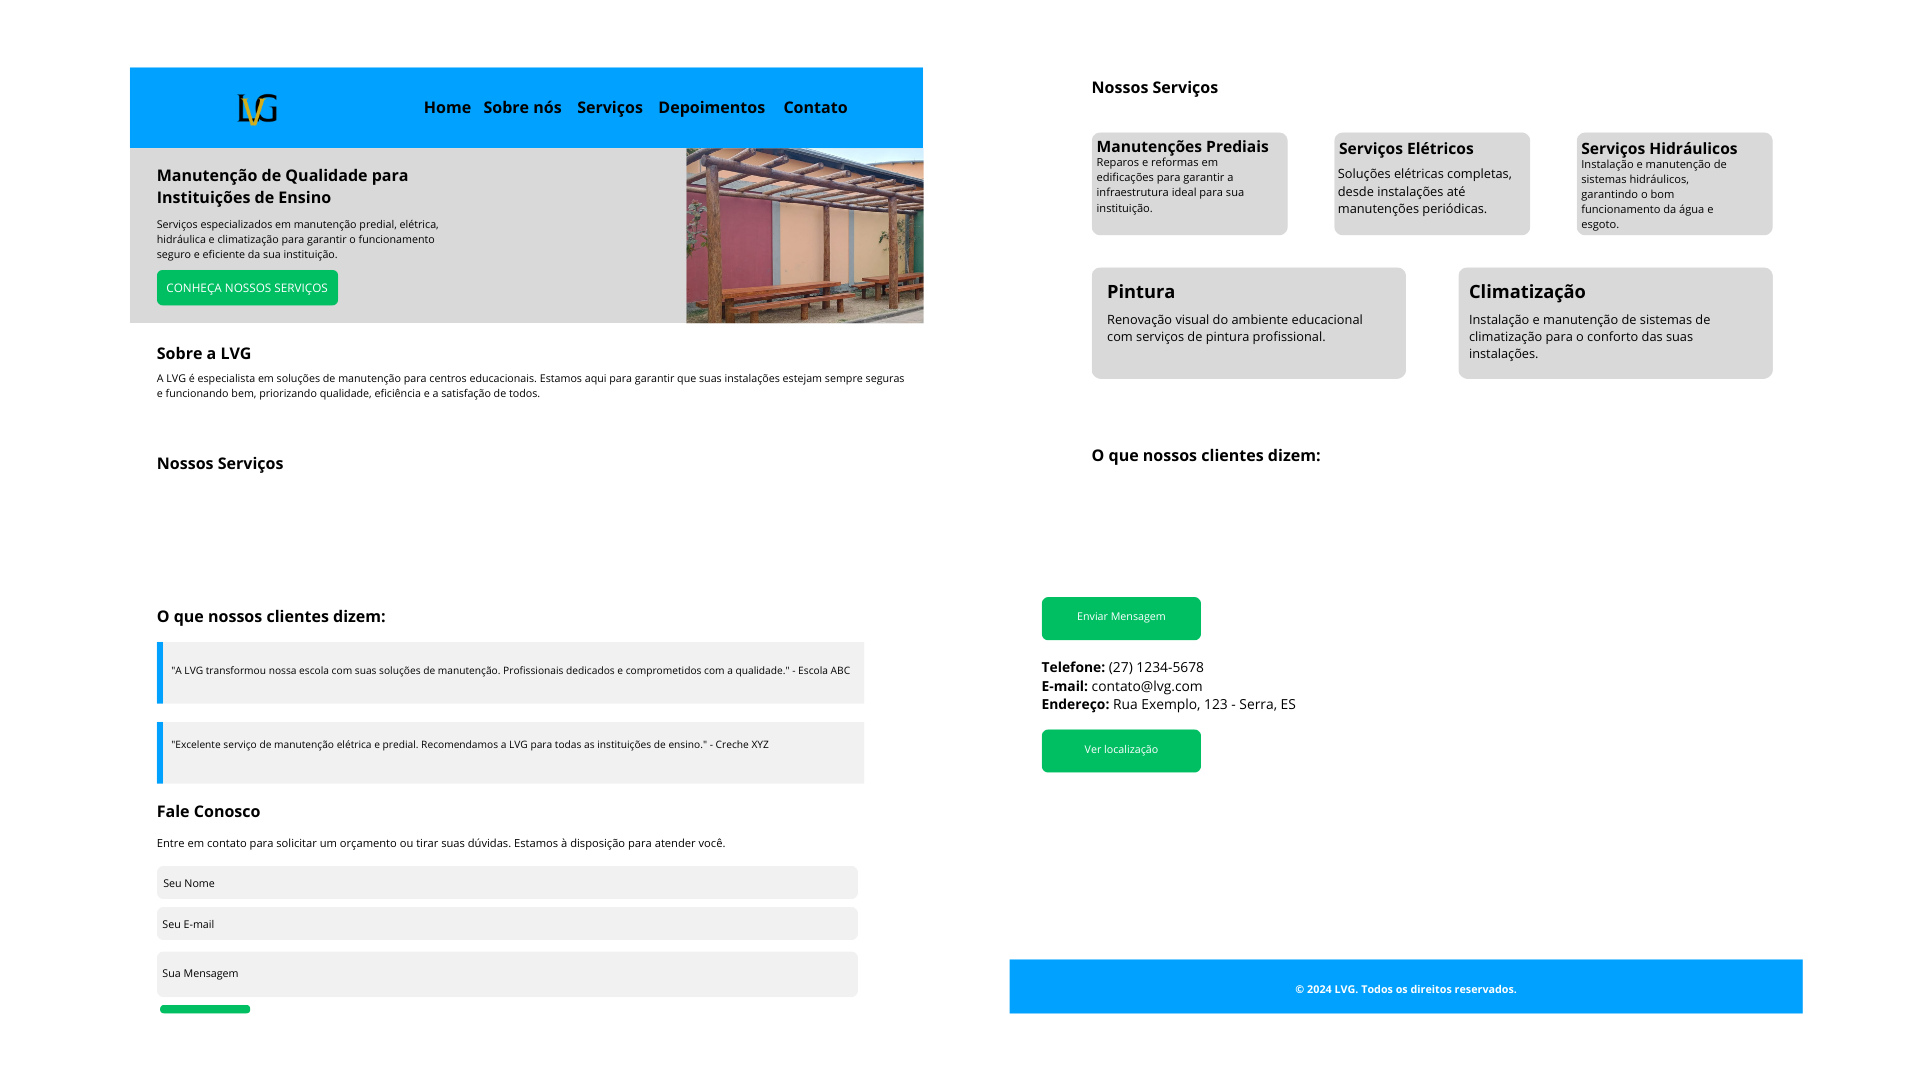 LVG
Home Sobre nós Serviços Depoimentos Contato
Manutenção de Qualidade para
Instituições de Ensino
Serviços especializados em manutenção predial, elétrica,
hidráulica e climatização para garantir o funcionamento
seguro e eficiente da sua instituição.
CONHEÇA NOSSOS SERVIÇOS
Sobre a LVG
A LVG é especialista em soluções de manutenção para centros educacionais. Estamos aqui para garantir que suas instalações estejam sempre seguras
e funcionando bem, priorizando qualidade, eficiência e a satisfação de todos.
Nossos Serviços
O que nossos clientes dizem:
"A LVG transformou nossa escola com suas soluções de manutenção. Profissionais dedicados e comprometidos com a qualidade." - Escola ABC
"Excelente serviço de manutenção elétrica e predial. Recomendamos a LVG para todas as instituições de ensino." - Creche XYZ
Fale Conosco
Entre em contato para solicitar um orçamento ou tirar suas dúvidas. Estamos à disposição para atender você.
Seu Nome
Seu E-mail
Sua Mensagem
Nossos Serviços
Manutenções Prediais
Reparos e reformas em
edificações para garantir a
infraestrutura ideal para sua
instituição.
Serviços Elétricos
Soluções elétricas completas,
desde instalações até
manutenções periódicas.
Serviços Hidráulicos
Instalação e manutenção de
sistemas hidráulicos,
garantindo o bom
funcionamento da água e
esgoto.
Pintura
Renovação visual do ambiente educacional
com serviços de pintura profissional.
Climatização
Instalação e manutenção de sistemas de
climatização para o conforto das suas
instalações.
O que nossos clientes dizem:
Enviar Mensagem
Telefone: (27) 1234-5678
E-mail: contato@lvg.com
Endereço: Rua Exemplo, 123 - Serra, ES
Ver localização
© 2024 LVG. Todos os direitos reservados.